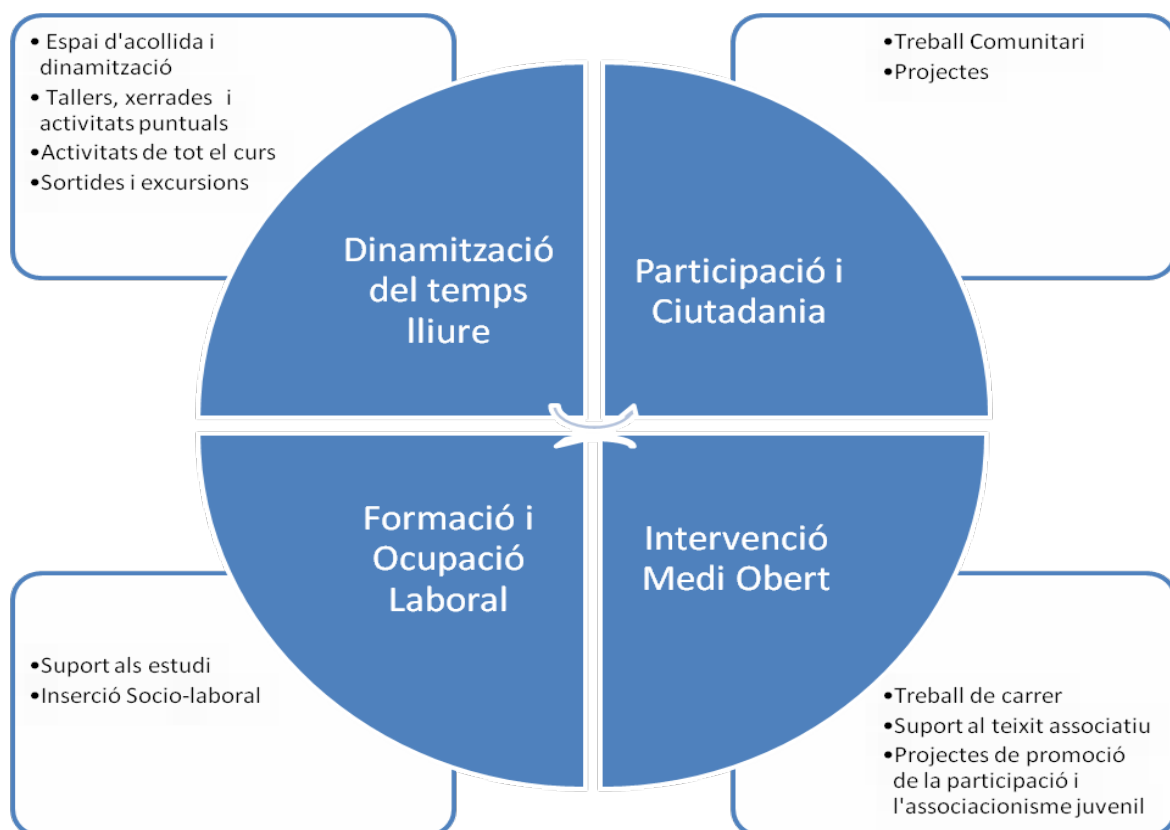 • Espai d'acollida i
dinamització
• Tallers, xerrades i
activitats puntuals
•Activitats de tot el curs
•Sortides i excursions
•Treball Comunitari
•Projectes
Dinamització
del temps
lliure
Participació i
Ciutadania
Formació i
Ocupació
Laboral
Intervenció
Medi Obert
•Suport als estudi
•Inserció Socio-laboral
•Treball de carrer
•Suport al teixit associatiu
•Projectes de promoció
de la participació i
l'associacionisme juvenil